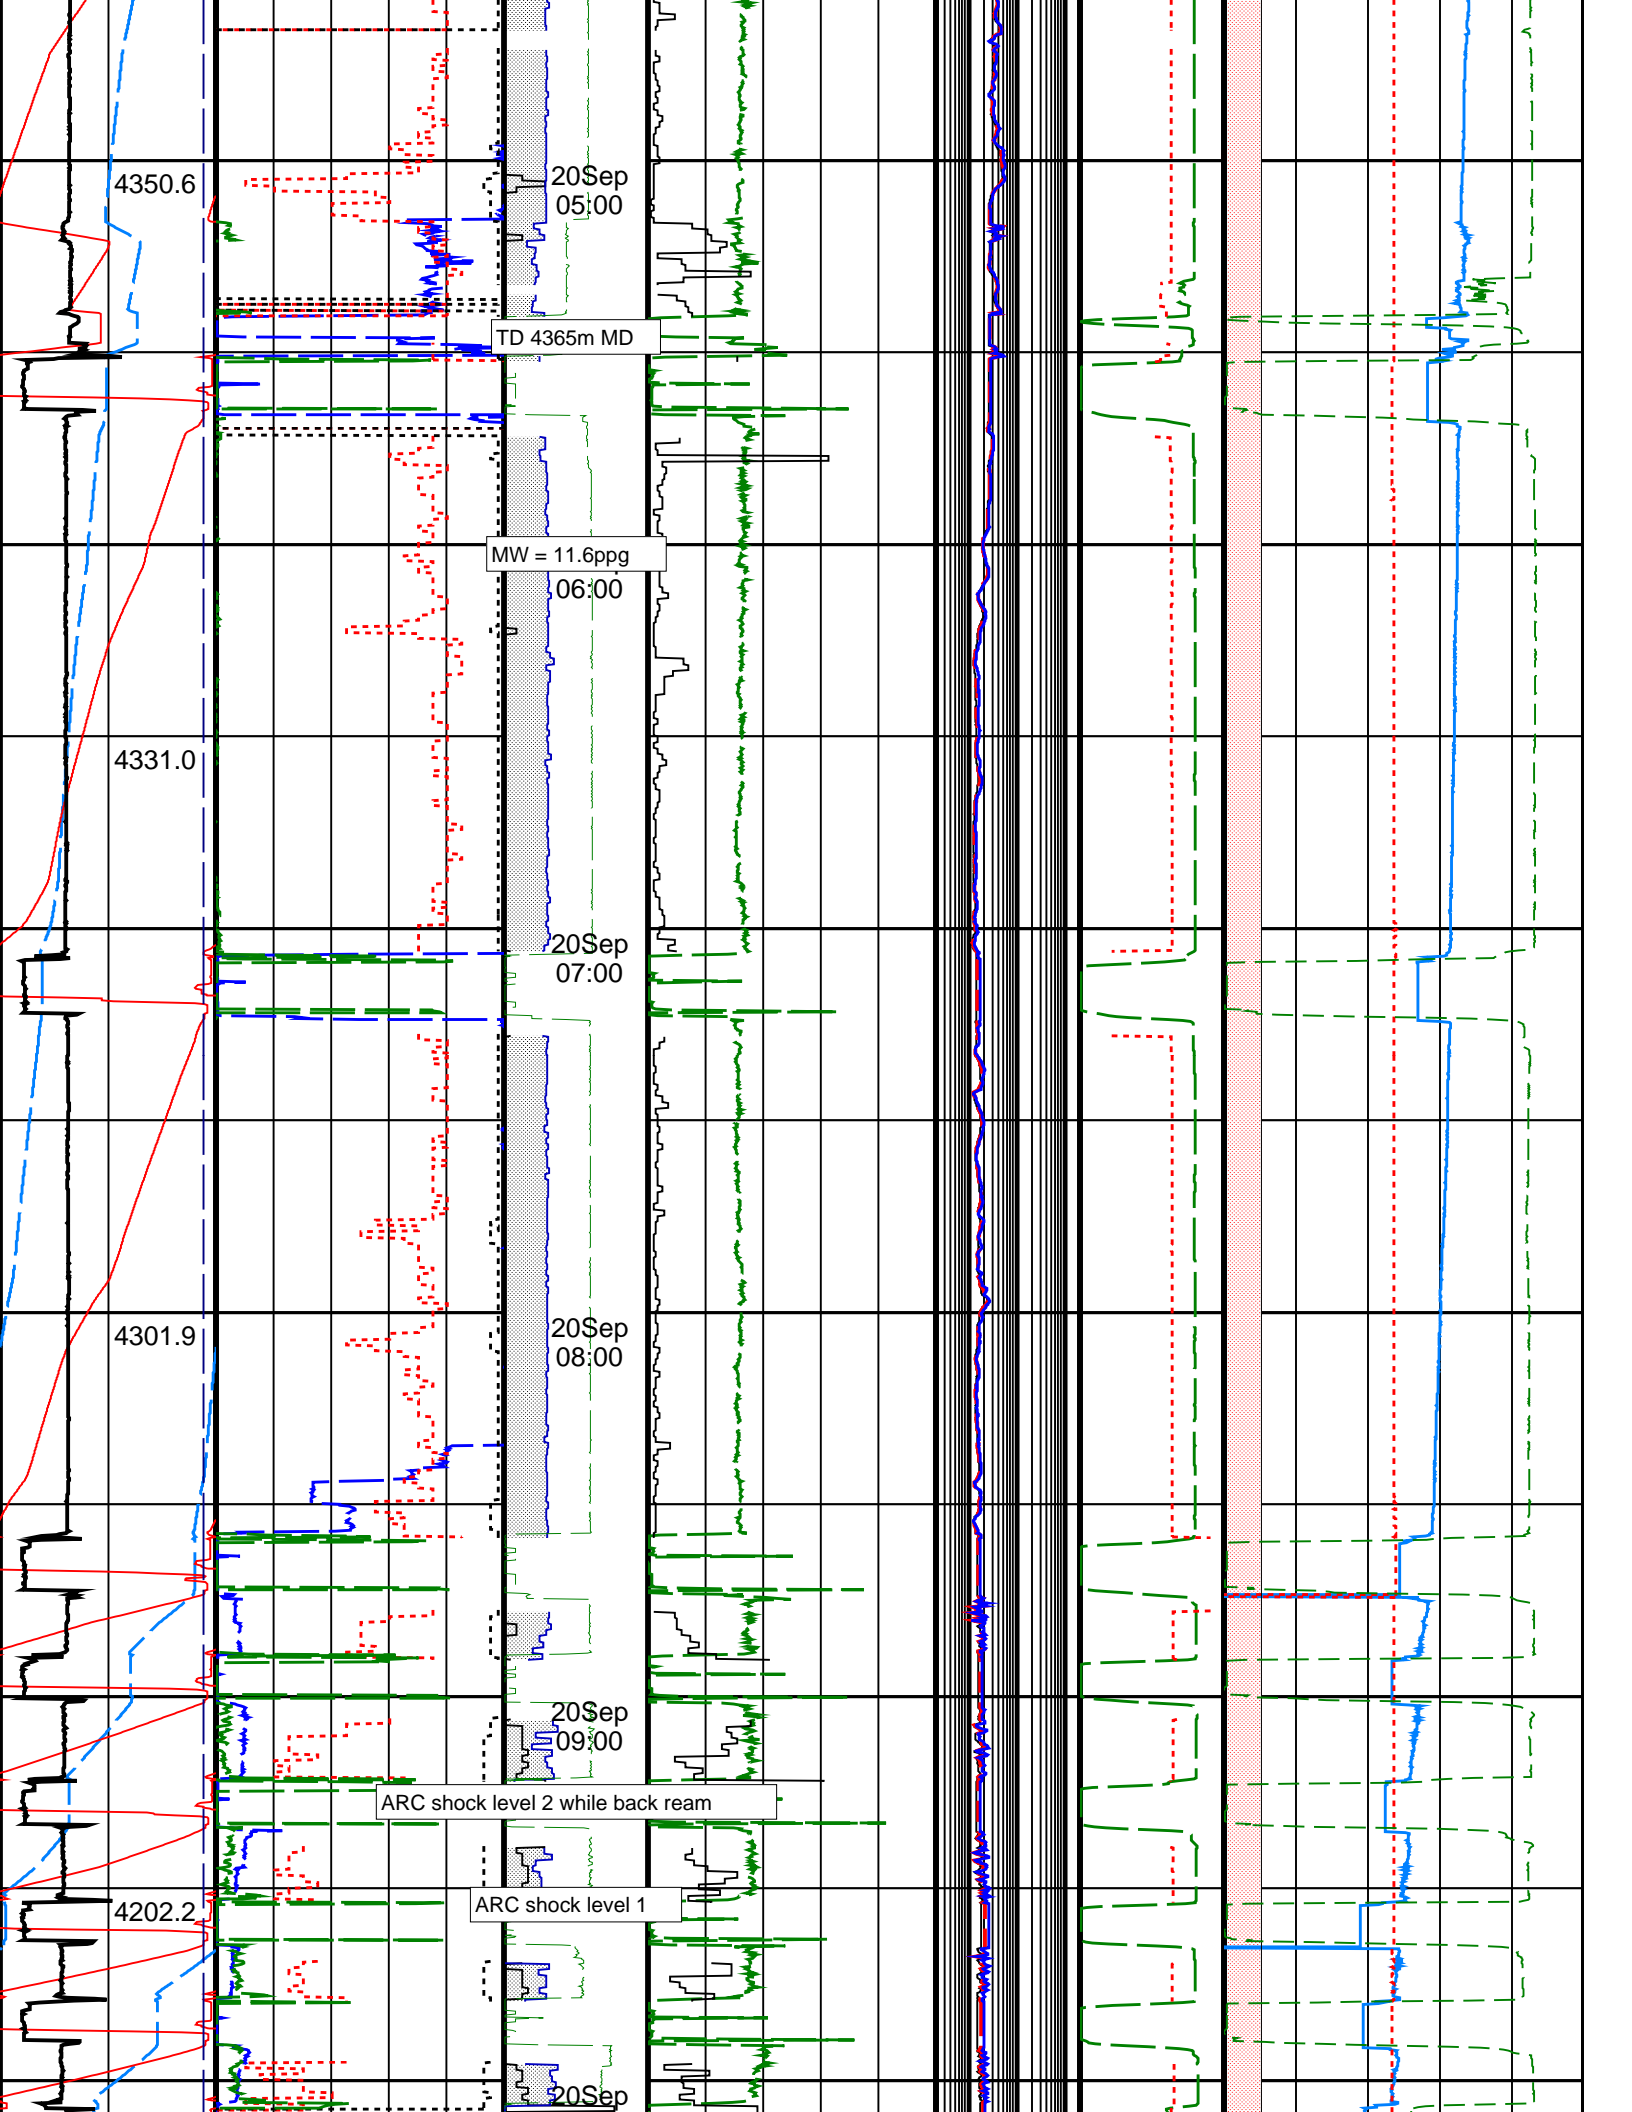 4350.6
20Sep
05:00
TD 4365m MD
MW = 11.6ppg
06:00
4331.0
20Sep
07:00
4301.9
20Sep
08:00
20Sep
09:00
ARC shock level 2 while back ream
ARC shock level 1
4202.2
20Sep